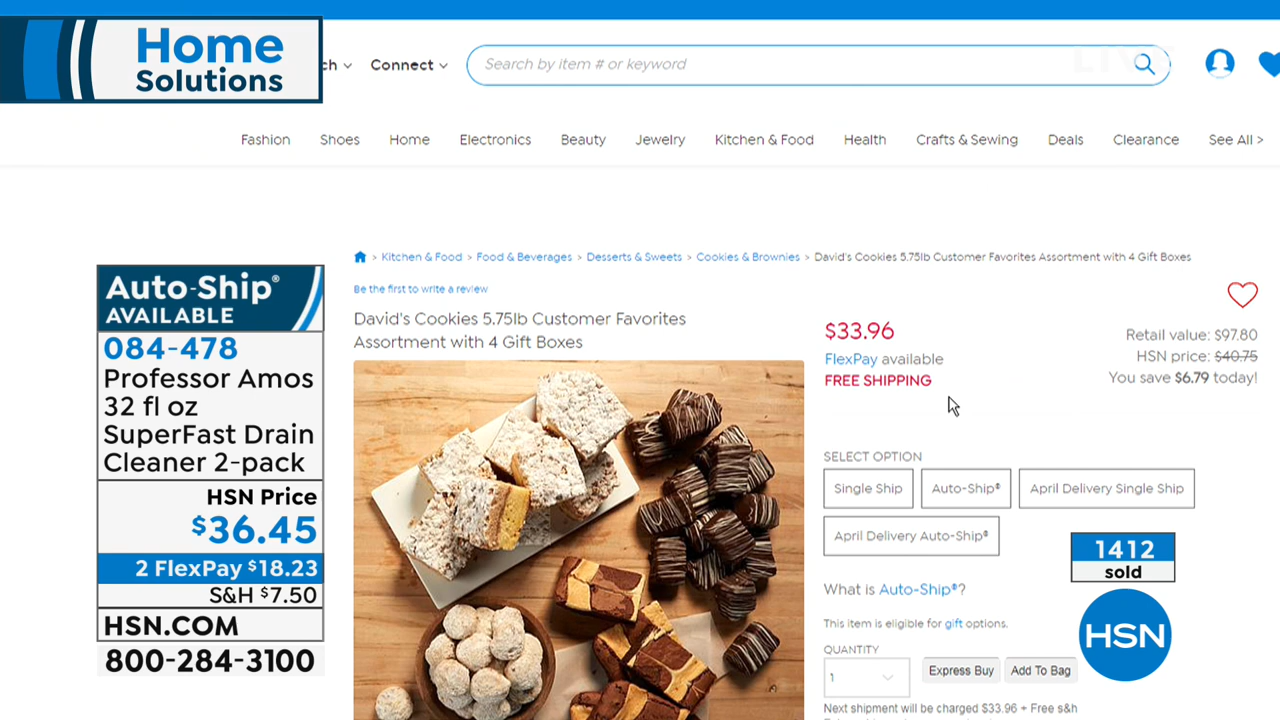 Home
Solutions
ch
Connect
Search by item # or keyword
LIVE
Fashion
Shoes
Home
Electronics
Beauty
Jewelry
Kitchen & Food
Health
Crafts & Sewing
Deals
Clearance
See All >
> Kitchen & Food > Food & Beverages > Desserts & Sweets > Cookies & Brownies > David's Cookies 5.75lb Customer Favorites Assortment with 4 Gift Boxes
Be the first to write a review
David's Cookies 5.75lb Customer Favorites
Assortment with 4 Gift Boxes
$33.96
FlexPay available
FREE SHIPPING
Retail value: $97.80
HSN price: $40.75
You save $6.79 today!
SELECT OPTION
Single Ship
Auto-Ship®
April Delivery Single Ship
April Delivery Auto-Ship®
What is Auto-Ship®?
This item is eligible for gift options.
QUANTITY
1
Express Buy
Add To Bag
Next shipment will be charged $33.96 + Free s&h
Auto-Ship®
AVAILABLE
084-478
Professor Amos
32 fl oz
SuperFast Drain
Cleaner 2-pack
HSN Price
$36.45
2 FlexPay $18.23
S&H $7.50
HSN.COM
800-284-3100
1412
sold
HSN